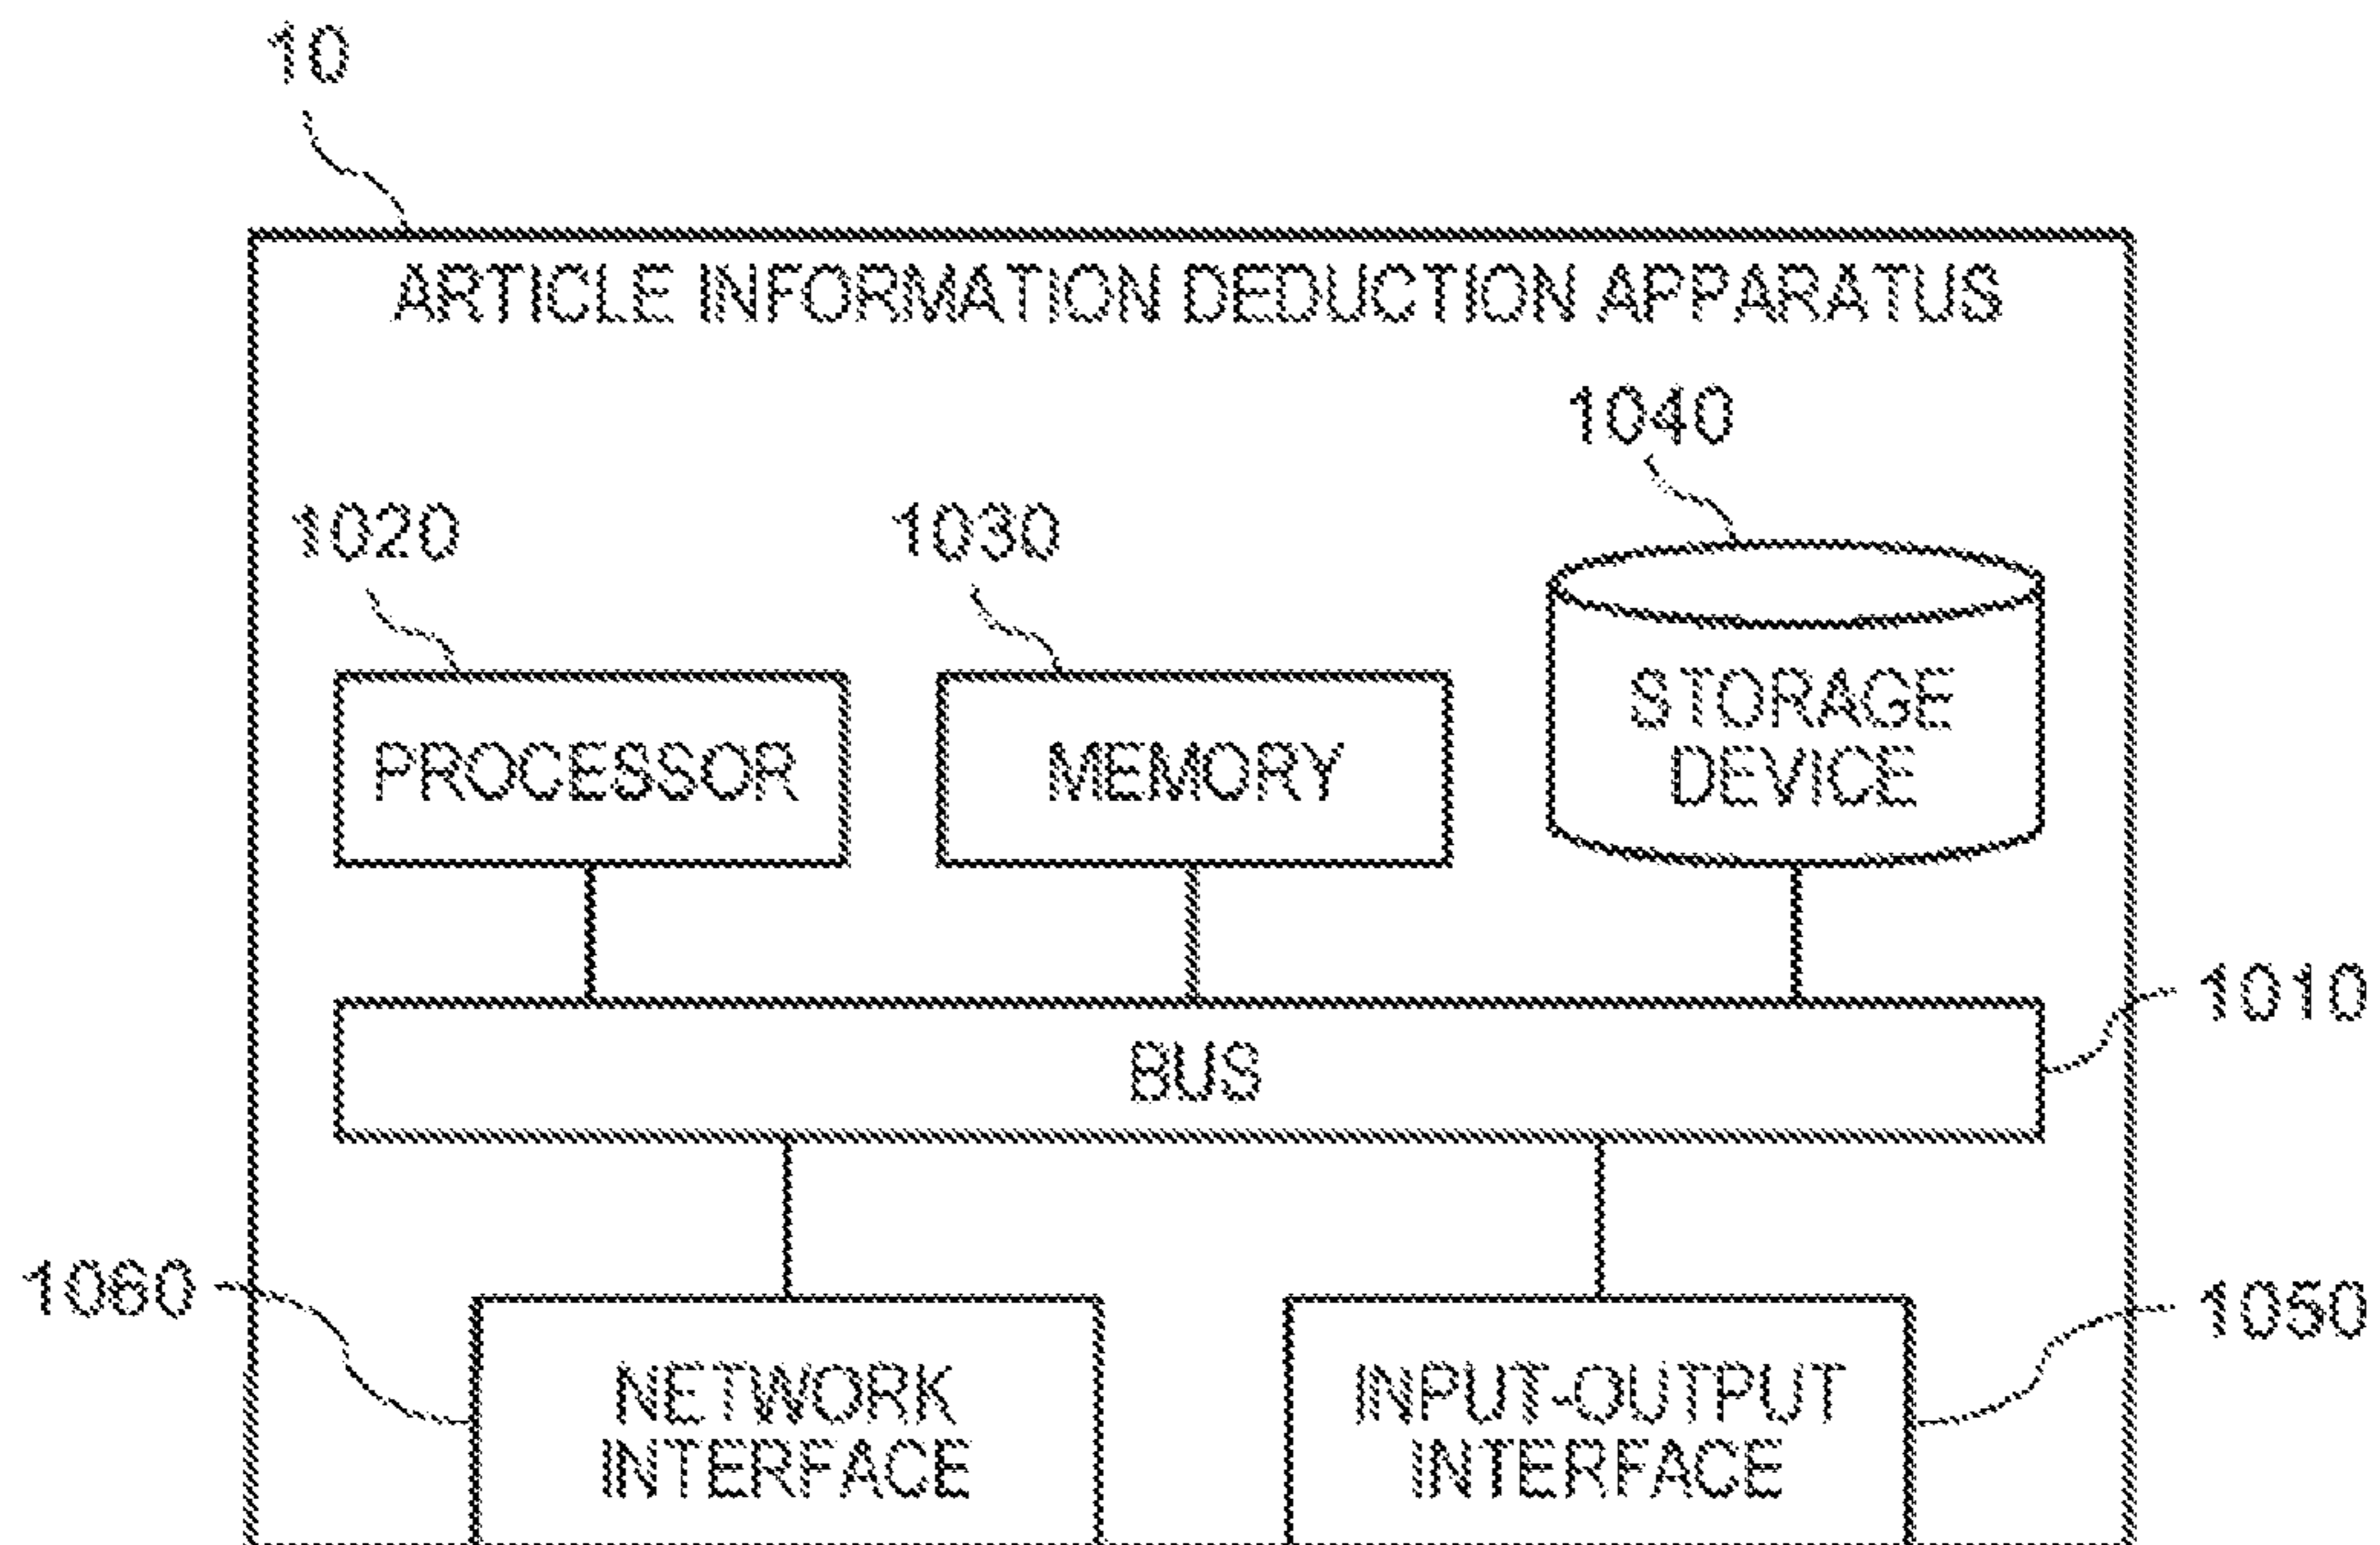 10
ARTICLE INFORMATION DEDUCTION APPARATUS
1040
1020
1030
STORAGE
DEVICE
PROCESSOR
MEMORY
1010
BUS
1060
1050
NETWORK
INTERFACE
INPUT-OUTPUT
INTERFACE